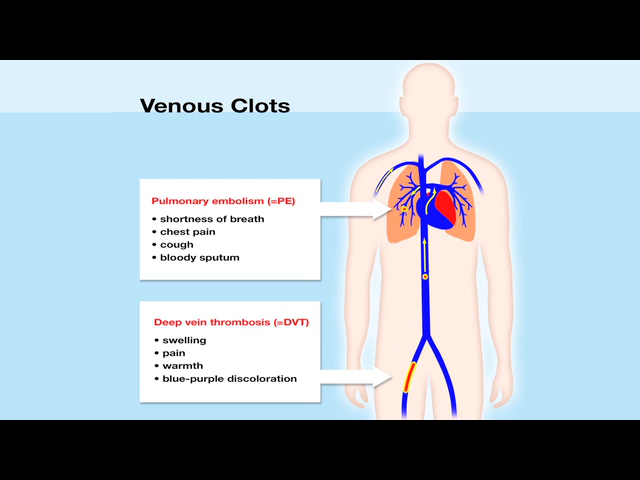 Venous Clots
Pulmonary embolism (=PE)
• shortness of breath
• chest pain
• cough
• bloody sputum
Deep vein thrombosis (=DVT)
• swelling
• pain
• warmth
• blue-purple discoloration